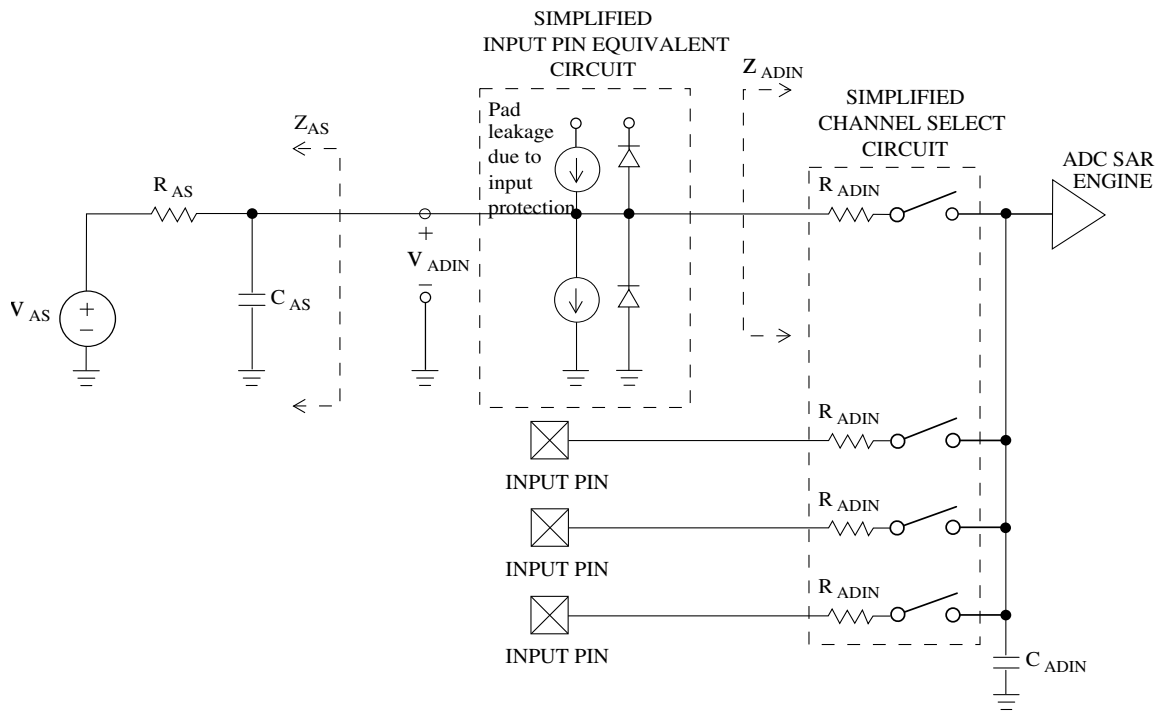 SIMPLIFIED
INPUT PIN EQUIVALENT
CIRCUIT
Z ADIN
Pad
leakage
due to
input
protection
Z AS
SIMPLIFIED
CHANNEL SELECT
CIRCUIT
ADC SAR
ENGINE
R AS
R ADIN
+
V ADIN
−
C AS
V AS
+
−
R ADIN
INPUT PIN
R ADIN
INPUT PIN
R ADIN
INPUT PIN
C ADIN